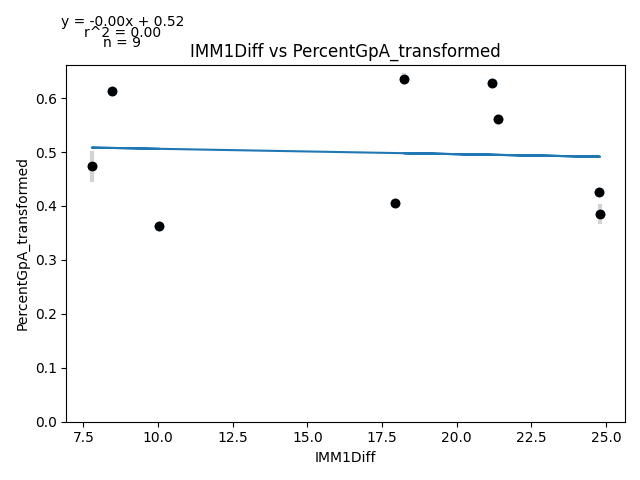 y = -0.00x + 0.52
r^2 = 0.00
n = 9
IMM1Diff vs PercentGpA_transformed
PercentGpA_transformed
0.6
0.5
0.4
0.3
0.2
0.1
0.0
7.5 10.0 12.5 15.0 17.5 20.0 22.5 25.0
IMM1Diff